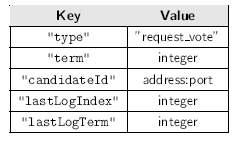 Key Value
"type" "request_vote"
"term" integer
"candidateId" address:port
"lastLogIndex" integer
"lastLogTerm" integer